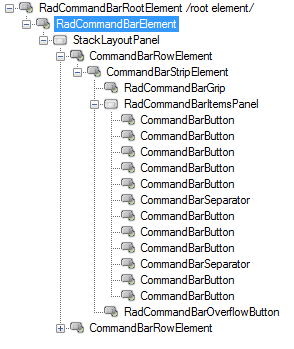 RadCommandBarRootElement /root element/
RadCommandBarElement
StackLayoutPanel
CommandBarRowElement
CommandBarStripElement
RadCommandBarGrip
RadCommandBarItemsPanel
CommandBarButton
CommandBarButton
CommandBarButton
CommandBarButton
CommandBarButton
CommandBarSeparator
CommandBarButton
CommandBarButton
CommandBarButton
CommandBarSeparator
CommandBarButton
CommandBarButton
RadCommandBarOverflowButton
CommandBarRowElement